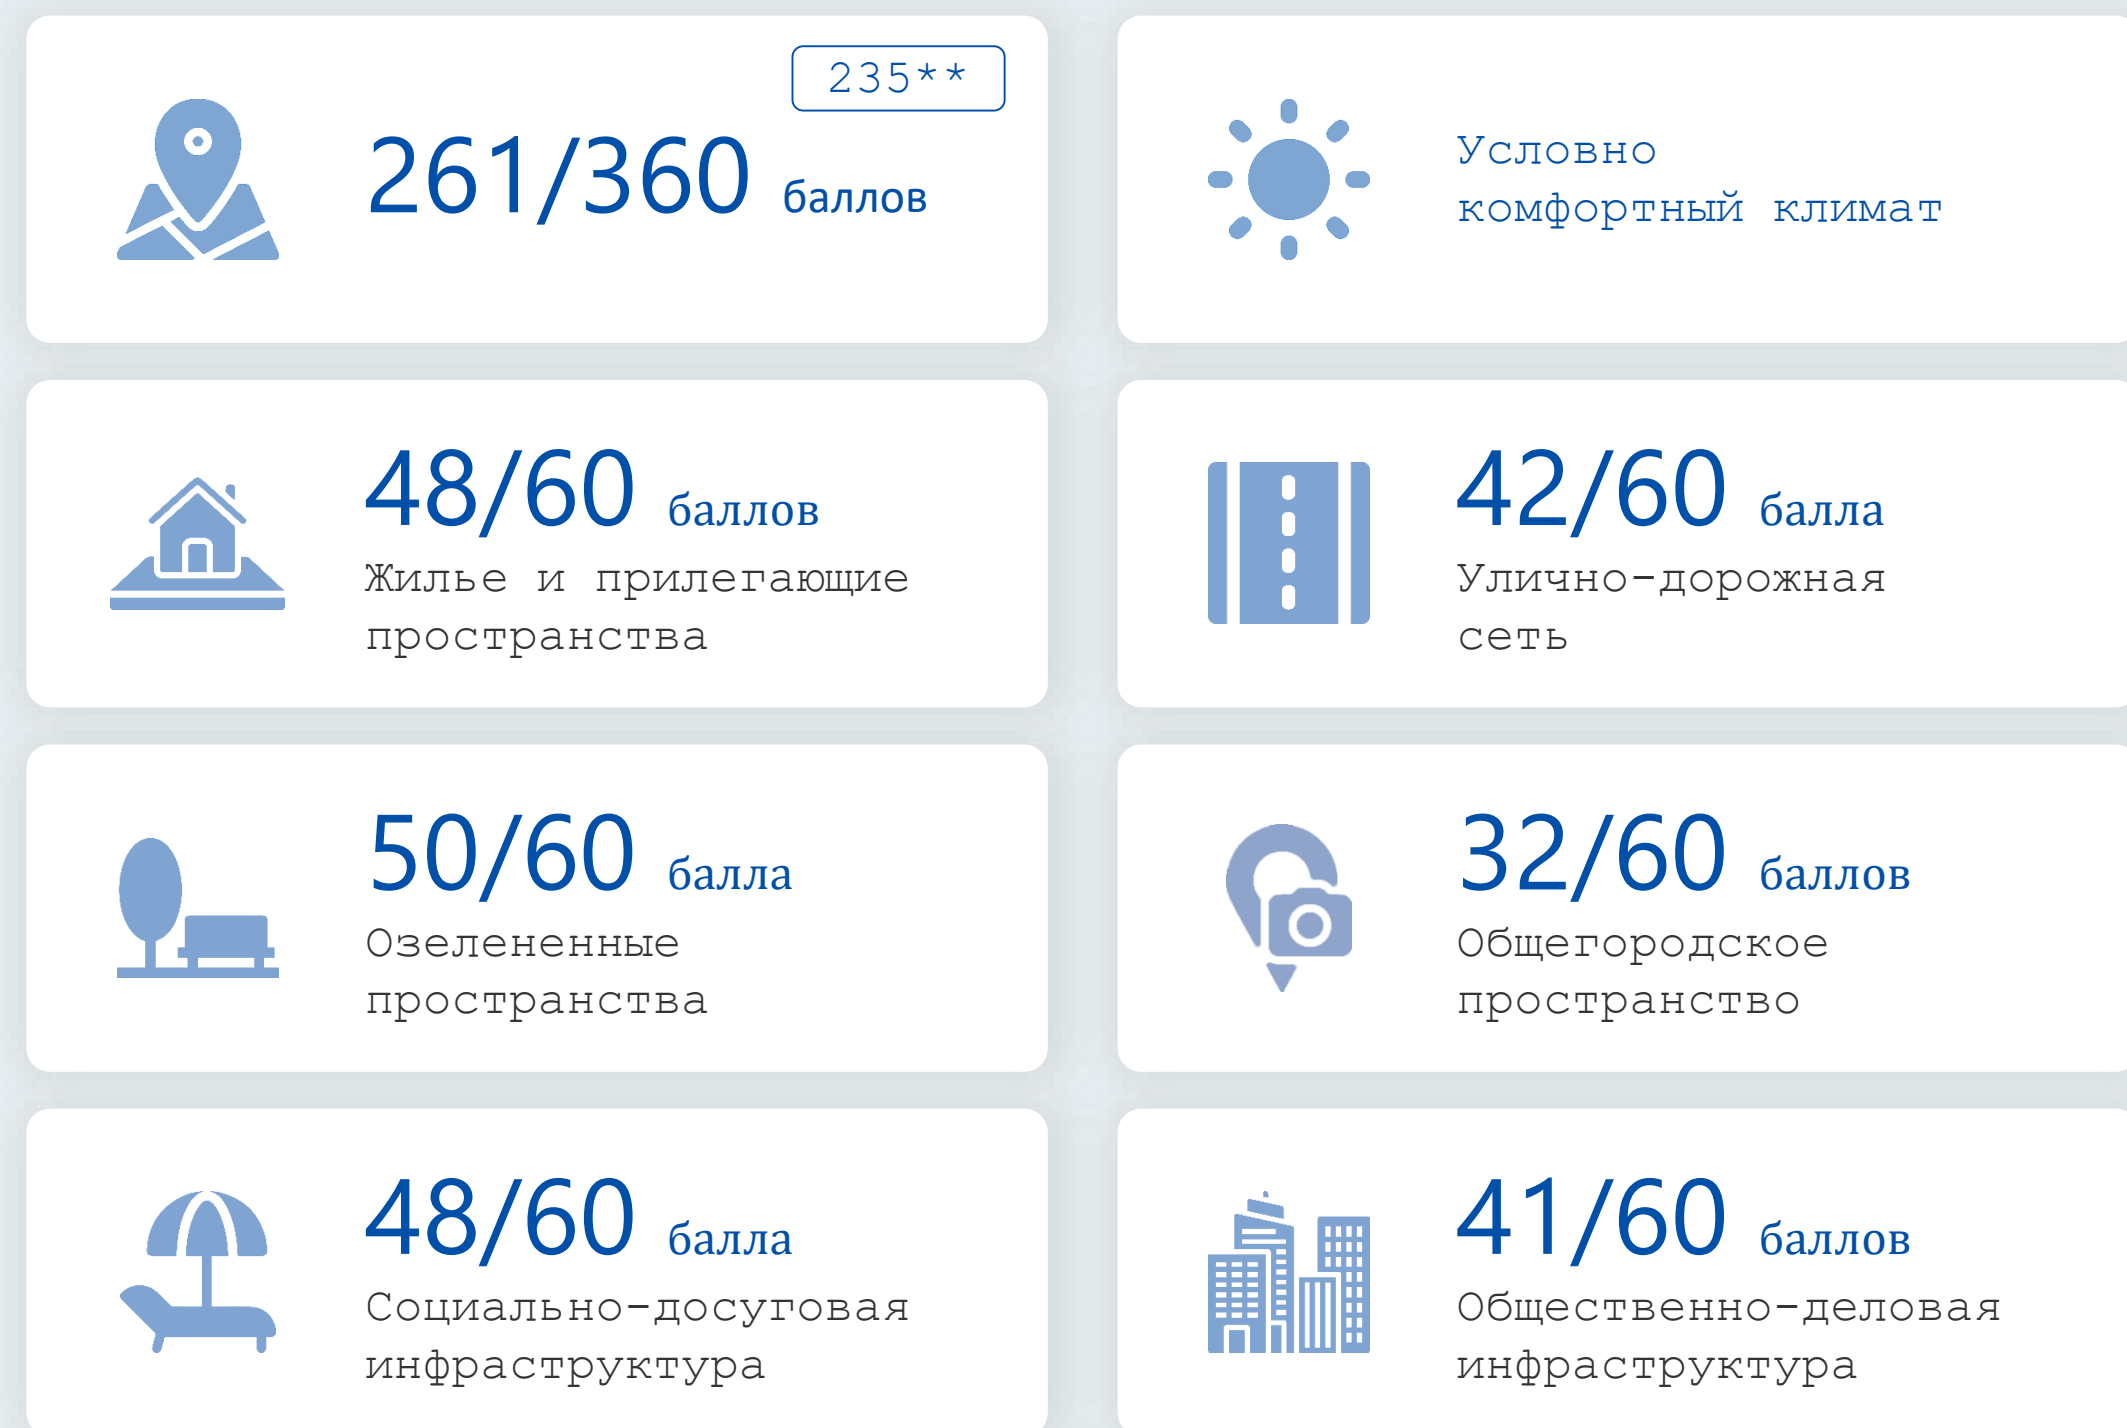 235**
261/360 баллов
Условно
комфортный климат
48/60 баллов
Жилье и прилегающие
пространства
42/60 балла
Улично-дорожная
сеть
50/60 балла
Озелененные
пространства
32/60 баллов
Общегородское
пространство
48/60 балла
Социально-досуговая
инфраструктура
41/60 баллов
Общественно-деловая
инфраструктура